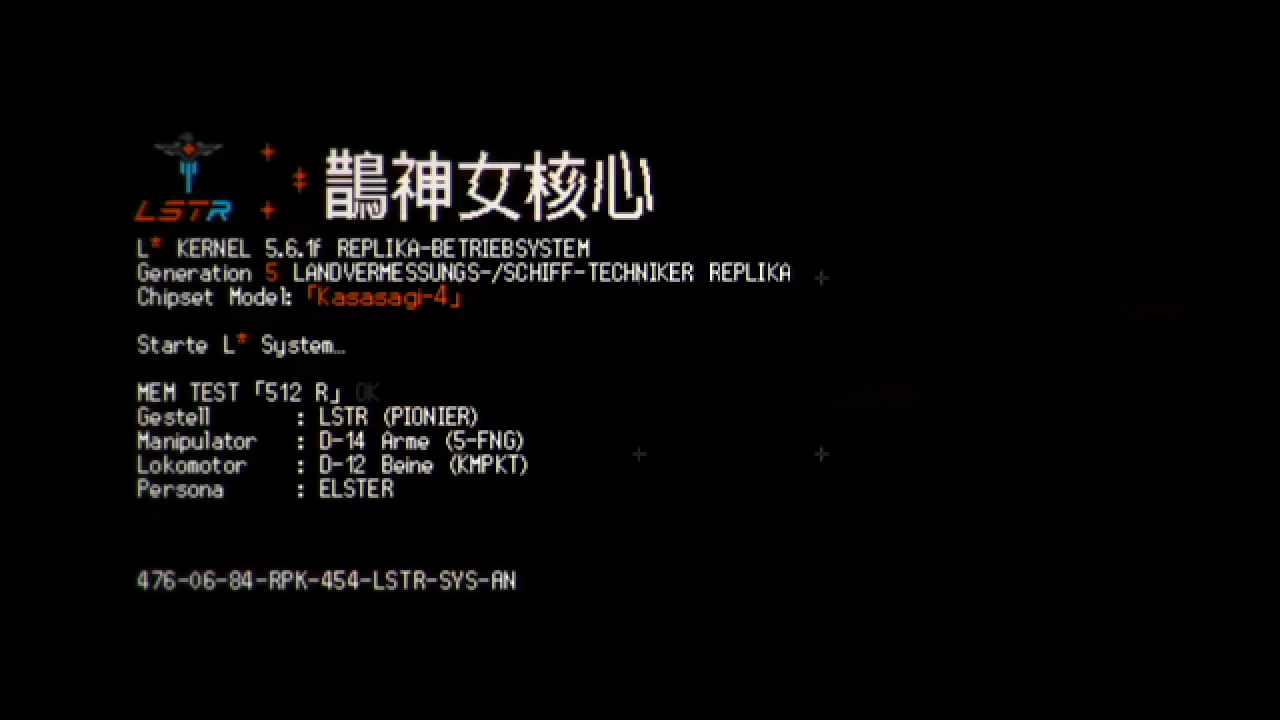 LSTR
鵲神女核心
L* KERNEL 5.6.1f REPLIKA-BETRIEBSYSTEM
Generation 5 LANDVERMESSUNGS-/SCHIFF-TECHNIKER REPLIKA
Chipset Model: 「Kasasagi-4」
Starte L* System…
MEM TEST 「512 R」 OK
Gestell : LSTR (PIONIER)
Manipulator : D-14 Arme (5-FNG)
Lokomotor : D-12 Beine (KMPKT)
Persona : ELSTER
476-06-84-RPK-454-LSTR-SYS-AN